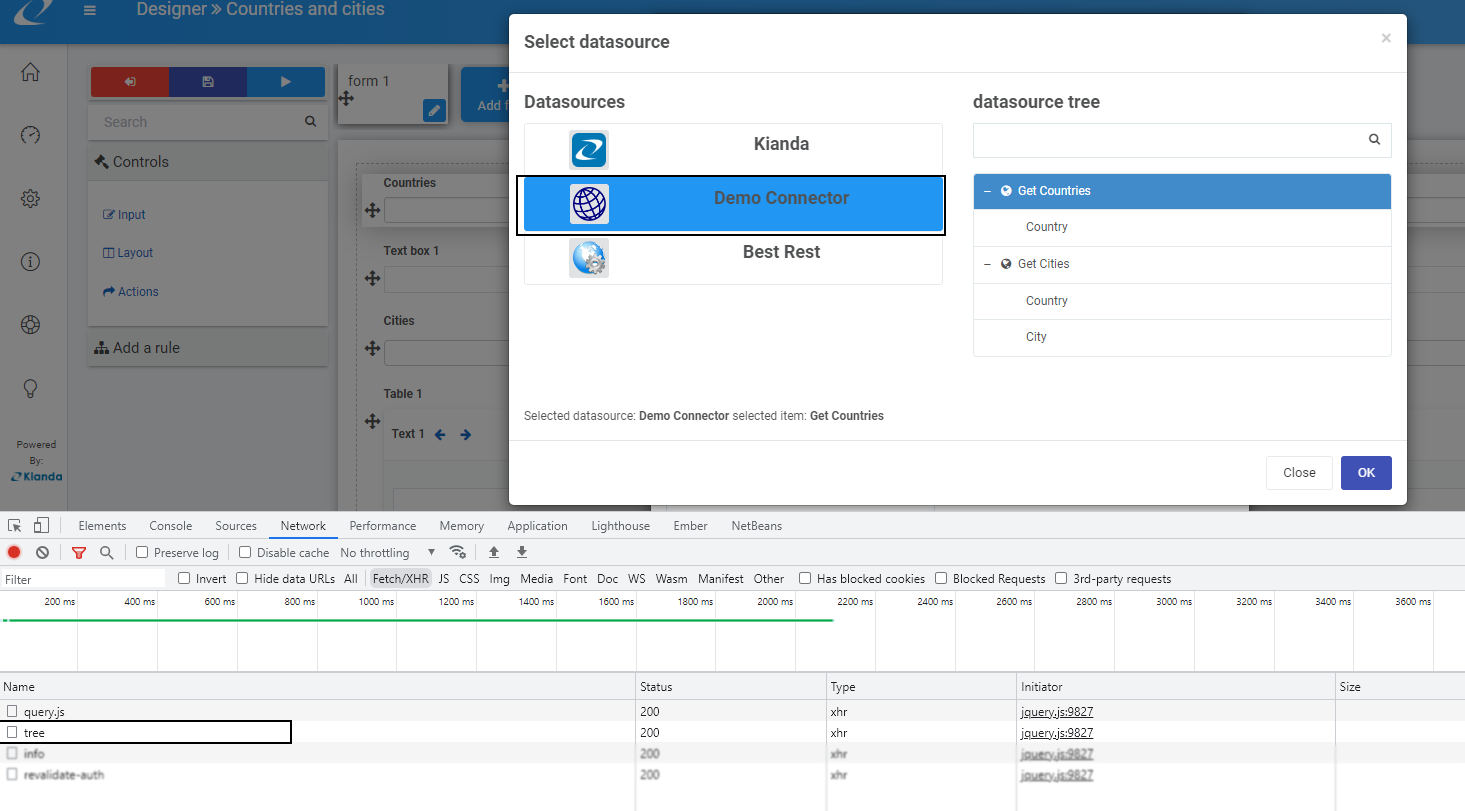 Designer » Countries and cities
Select datasource
×
form 1
Add f
Search
Controls
Input
Layout
Actions
Add a rule
Powered
By:
Kianda
Countries
Text box 1
Cities
Table 1
Text 1
Datasources
Kianda
Demo Connector
Best Rest
datasource tree
Get Countries
Country
Get Cities
Country
City
Selected datasource: Demo Connector selected item: Get Countries
Close
OK
Elements Console Sources Network Performance Memory Application Lighthouse Ember NetBeans
Preserve log Disable cache No throttling
Filter Invert Hide data URLs All Fetch/XHR JS CSS Img Media Font Doc WS Wasm Manifest Other Has blocked cookies Blocked Requests 3rd-party requests
200 ms 400 ms 600 ms 800 ms 1000 ms 1200 ms 1400 ms 1600 ms 1800 ms 2000 ms 2200 ms 2400 ms 2600 ms 2800 ms 3000 ms 3200 ms 3400 ms 3600 ms
Name Status Type Initiator Size
query.js 200 xhr jquery.js:9827
tree 200 xhr jquery.js:9827
info 200 xhr jquery.js:9827
revalidate-auth 200 xhr jquery.js:9827